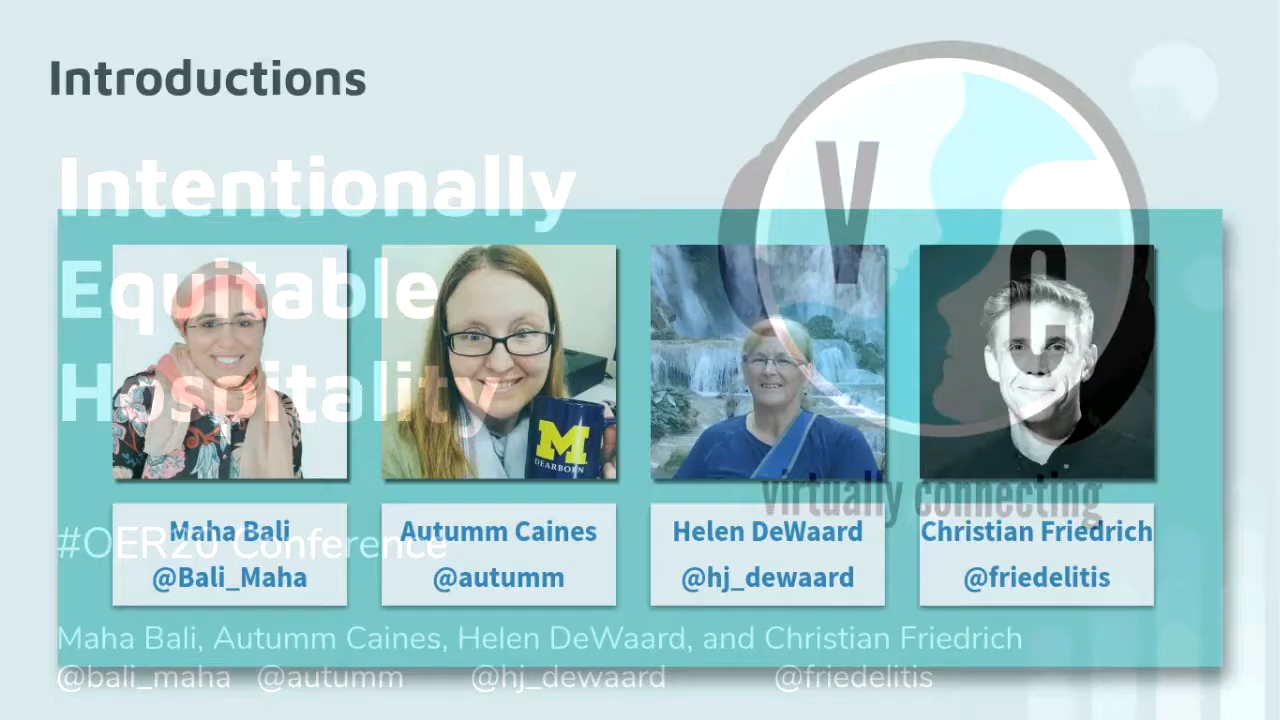 Introductions
Intentionally
Equitable
Hospitality
V
C
virtually connecting
M
DEARBORN
#OER20 Conference
Maha Bali
@Bali_Maha
Autumm Caines
@autumm
Helen DeWaard
@hj_dewaard
Christian Friedrich
@friedelitis
Maha Bali, Autumm Caines, Helen DeWaard, and Christian Friedrich
@bali_maha @autumm @hj_dewaard @friedelitis